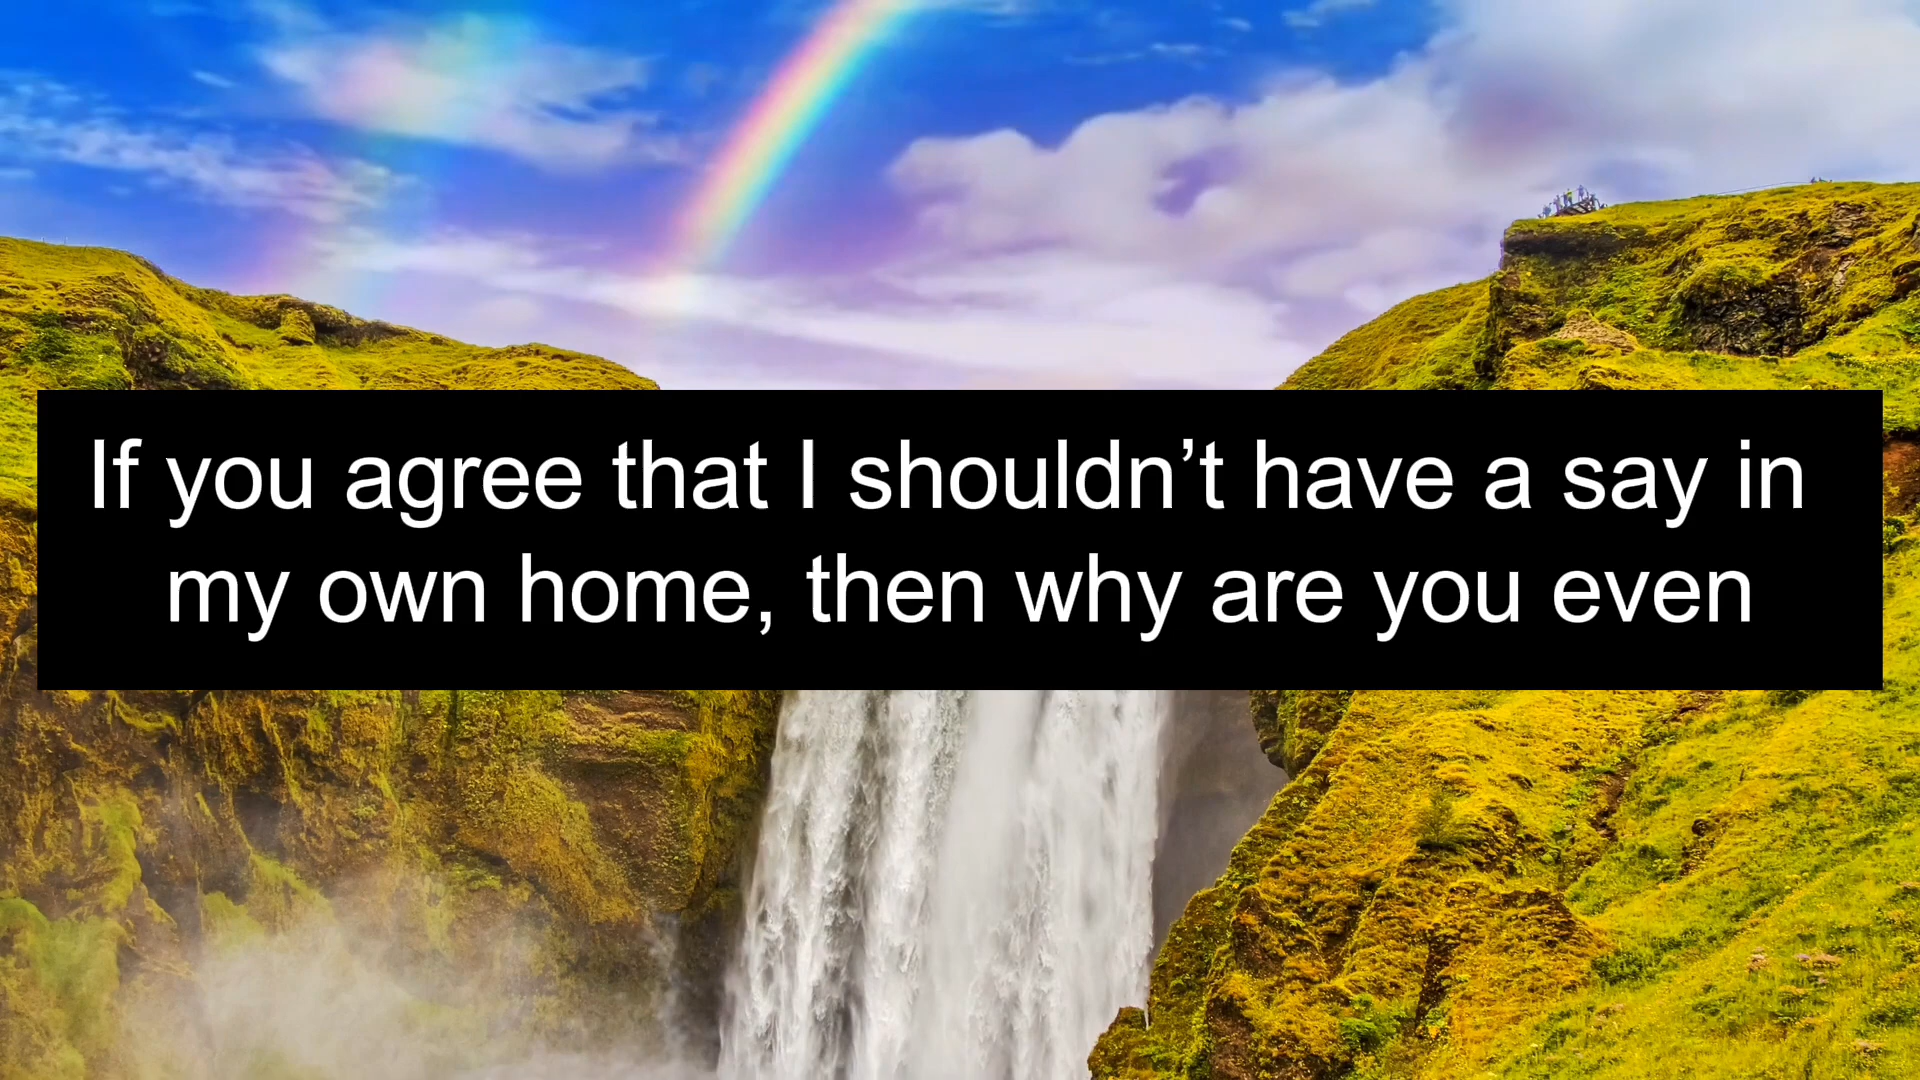 If you agree that I shouldn’t have a say in
my own home, then why are you even